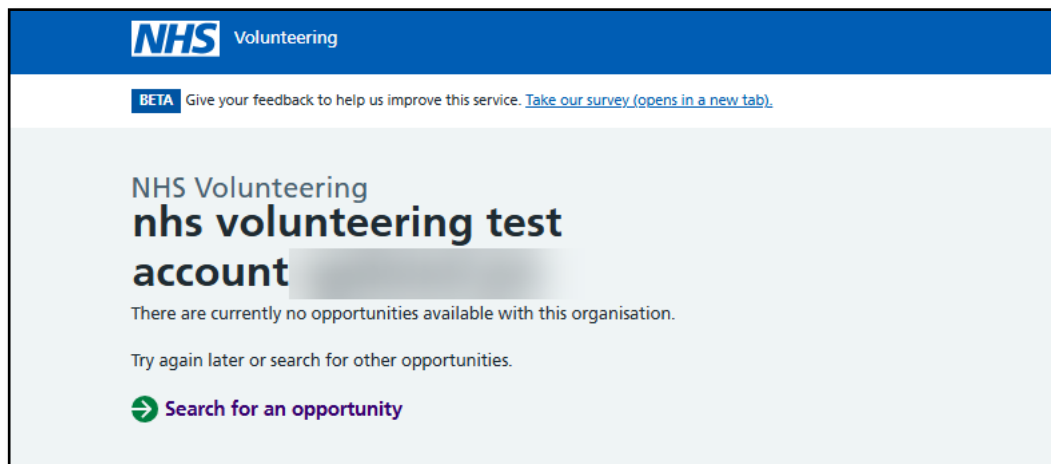 NHS Volunteering
BETA Give your feedback to help us improve this service. Take our survey (opens in a new tab).
NHS Volunteering
nhs volunteering test
account
There are currently no opportunities available with this organisation.
Try again later or search for other opportunities.
Search for an opportunity